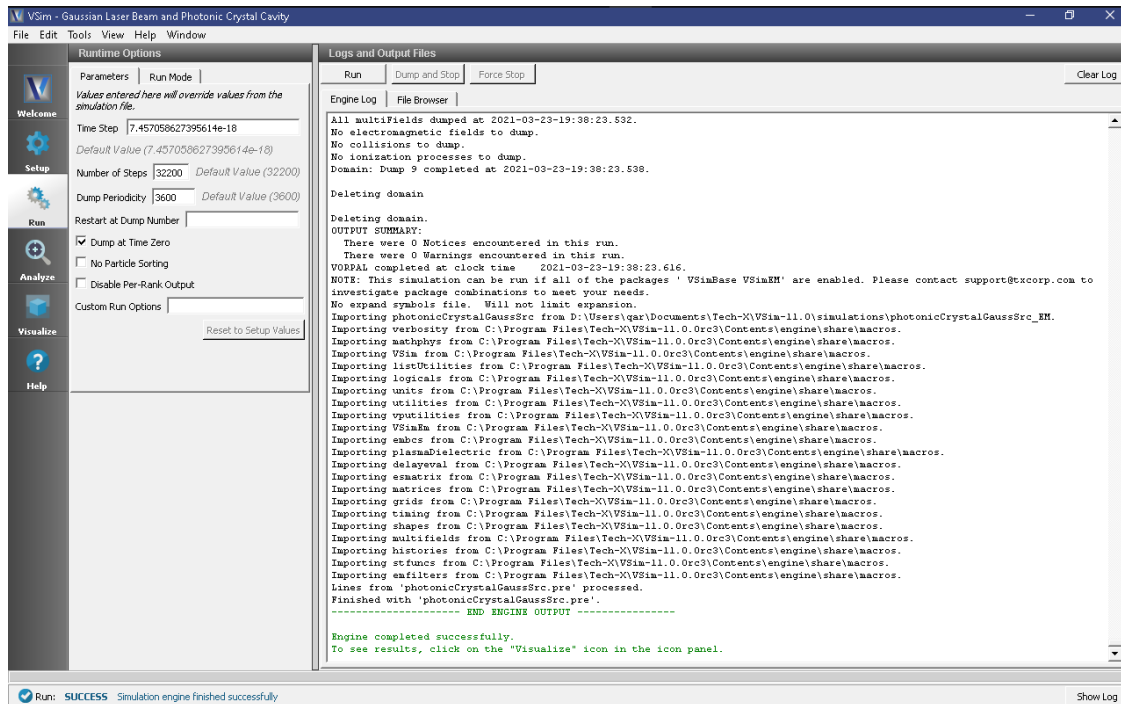 VSim - Gaussian Laser Beam and Photonic Crystal Cavity
File Edit Tools View Help Window
Welcome
Setup
Run
Analyze
Visualize
Help
Runtime Options
Parameters Run Mode
Values entered here will override values from the
simulation file.
Time Step 7.457058627395614e-18
Default Value (7.457058627395614e-18)
Number of Steps 32200 Default Value (32200)
Dump Periodicity 3600 Default Value (3600)
Restart at Dump Number
Dump at Time Zero
No Particle Sorting
Disable Per-Rank Output
Custom Run Options
Reset to Setup Values
Logs and Output Files
Run Dump and Stop Force Stop Clear Log
Engine Log File Browser
All multiFields dumped at 2021-03-23-19:38:23.532.
No electromagnetic fields to dump.
No collisions to dump.
No ionization processes to dump.
Domain: Dump 9 completed at 2021-03-23-19:38:23.538.
Deleting domain
Deleting domain.
OUTPUT SUMMARY:
There were 0 Notices encountered in this run.
There were 0 Warnings encountered in this run.
VORPAL completed at clock time 2021-03-23-19:38:23.616.
NOTE: This simulation can be run if all of the packages ' VSimBase VSimEM' are enabled. Please contact support@txcorp.com to
investigate package combinations to meet your needs.
No expand symbols file. Will not limit expansion.
Importing photonicCrystalGaussSrc from D:\Users\qar\Documents\Tech-X\VSim-11.0\simulations\photonicCrystalGaussSrc_EM.
Importing verbosity from C:\Program Files\Tech-X\VSim-11.0.0rc3\Contents\engine\share\macros.
Importing mathphys from C:\Program Files\Tech-X\VSim-11.0.0rc3\Contents\engine\share\macros.
Importing VSim from C:\Program Files\Tech-X\VSim-11.0.0rc3\Contents\engine\share\macros.
Importing listUtilities from C:\Program Files\Tech-X\VSim-11.0.0rc3\Contents\engine\share\macros.
Importing logicals from C:\Program Files\Tech-X\VSim-11.0.0rc3\Contents\engine\share\macros.
Importing units from C:\Program Files\Tech-X\VSim-11.0.0rc3\Contents\engine\share\macros.
Importing utilities from C:\Program Files\Tech-X\VSim-11.0.0rc3\Contents\engine\share\macros.
Importing vputilities from C:\Program Files\Tech-X\VSim-11.0.0rc3\Contents\engine\share\macros.
Importing VSimEm from C:\Program Files\Tech-X\VSim-11.0.0rc3\Contents\engine\share\macros.
Importing embcs from C:\Program Files\Tech-X\VSim-11.0.0rc3\Contents\engine\share\macros.
Importing plasmaDielectric from C:\Program Files\Tech-X\VSim-11.0.0rc3\Contents\engine\share\macros.
Importing delayeval from C:\Program Files\Tech-X\VSim-11.0.0rc3\Contents\engine\share\macros.
Importing esmatrix from C:\Program Files\Tech-X\VSim-11.0.0rc3\Contents\engine\share\macros.
Importing matrices from C:\Program Files\Tech-X\VSim-11.0.0rc3\Contents\engine\share\macros.
Importing grids from C:\Program Files\Tech-X\VSim-11.0.0rc3\Contents\engine\share\macros.
Importing timing from C:\Program Files\Tech-X\VSim-11.0.0rc3\Contents\engine\share\macros.
Importing shapes from C:\Program Files\Tech-X\VSim-11.0.0rc3\Contents\engine\share\macros.
Importing multifields from C:\Program Files\Tech-X\VSim-11.0.0rc3\Contents\engine\share\macros.
Importing histories from C:\Program Files\Tech-X\VSim-11.0.0rc3\Contents\engine\share\macros.
Importing stfuncs from C:\Program Files\Tech-X\VSim-11.0.0rc3\Contents\engine\share\macros.
Importing emfilters from C:\Program Files\Tech-X\VSim-11.0.0rc3\Contents\engine\share\macros.
Lines from 'photonicCrystalGaussSrc.pre' processed.
Finished with 'photonicCrystalGaussSrc.pre'.
--------------------- END ENGINE OUTPUT ----------------
Engine completed successfully.
To see results, click on the "Visualize" icon in the icon panel.
Run: SUCCESS Simulation engine finished successfully Show Log